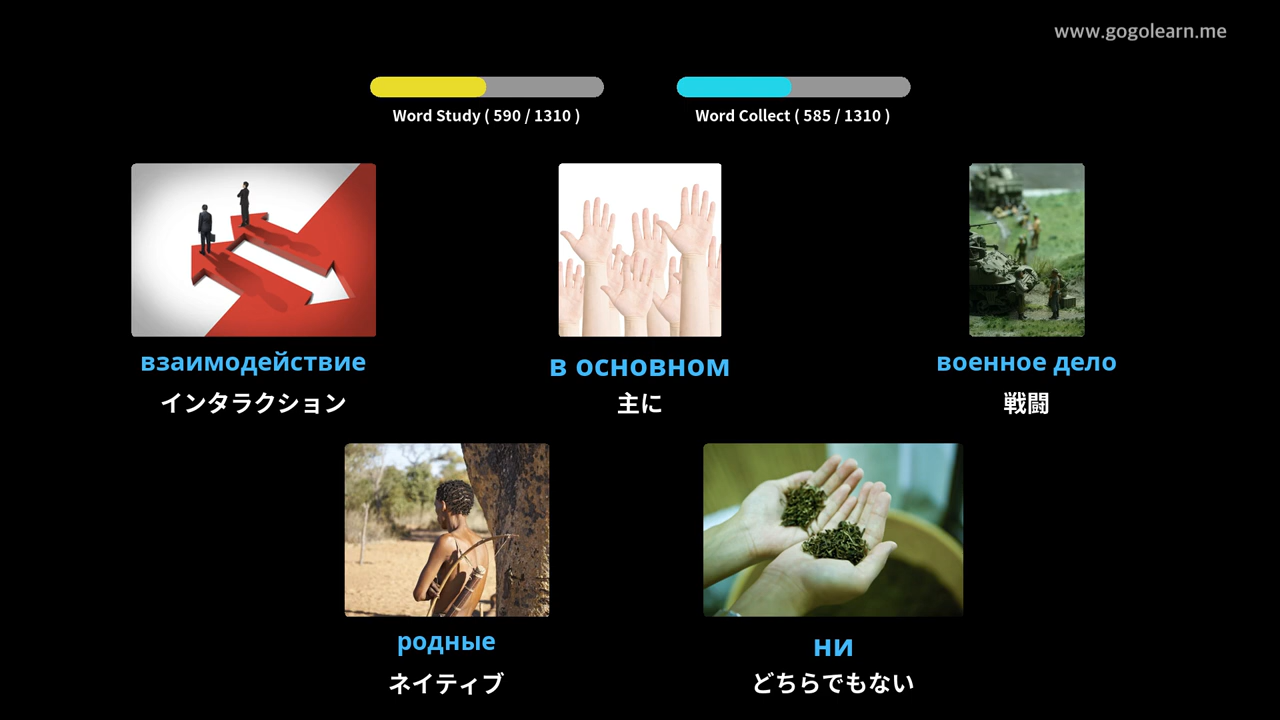 www.gogolearn.me
Word Study ( 590 / 1310 )
Word Collect ( 585 / 1310 )
взаимодействие
インタラクション
в основном
主に
военное дело
戦闘
родные
ネイティブ
ни
どちらでもない